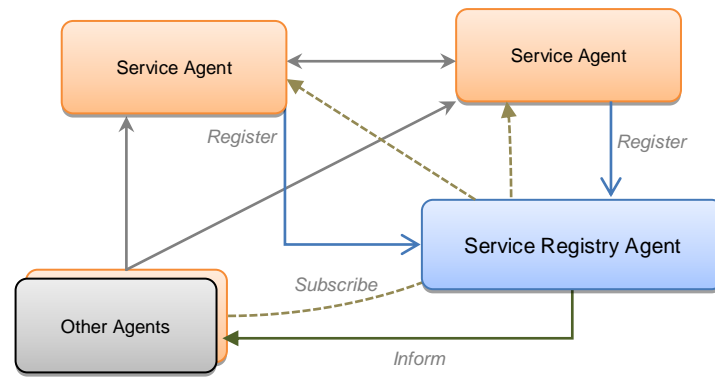 Service Agent
Service Agent
Register
Register
Service Registry Agent
Subscribe
Other Agents
Inform